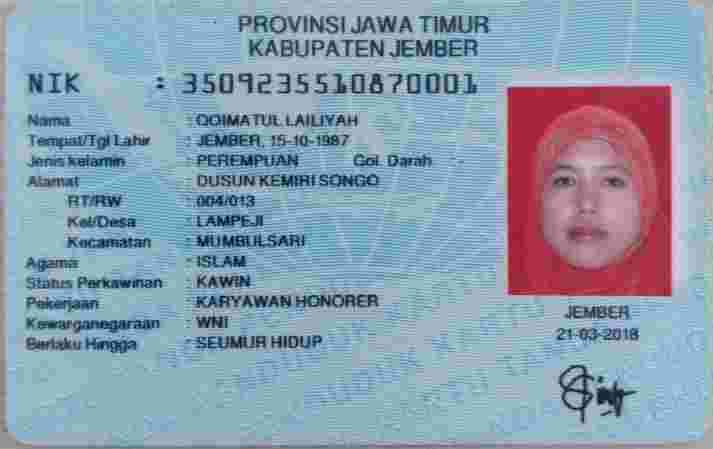 PROVINSI JAWA TIMUR
KABUPATEN JEMBER
NIK : 3509235510870001
Nama : QOIMATUL LAILIYAH
Tempat/Tgl Lahir : JEMBER, 15-10-1987
Jenis kelamin : PEREMPUAN Gol. Darah -
Alamat : DUSUN KEMIRI SONGO
RT/RW : 004/013
Kel/Desa : LAMPEJI
Kecamatan : MUMBULSARI
Agama : ISLAM
Status Perkawinan : KAWIN
Pekerjaan : KARYAWAN HONORER
Kewarganegaraan : WNI
Berlaku Hingga : SEUMUR HIDUP
JEMBER
21-03-2018